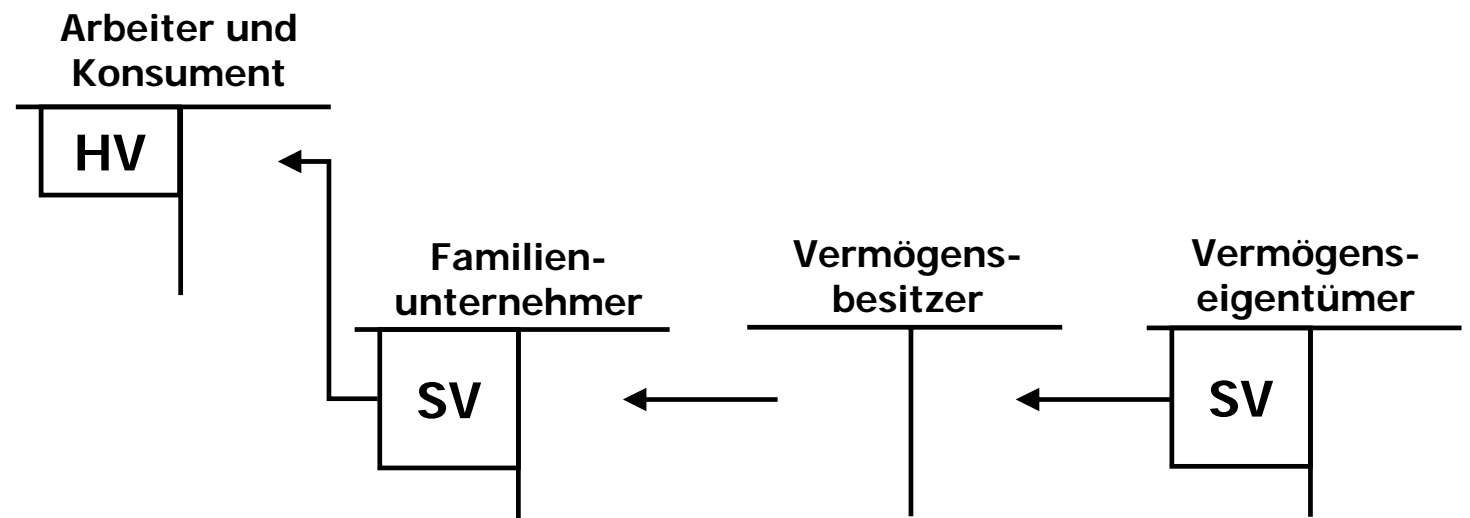 Arbeiter und
Konsument
HV
Familien-
unternehmer
SV
Vermögens-
besitzer
Vermögens-
eigentümer
SV